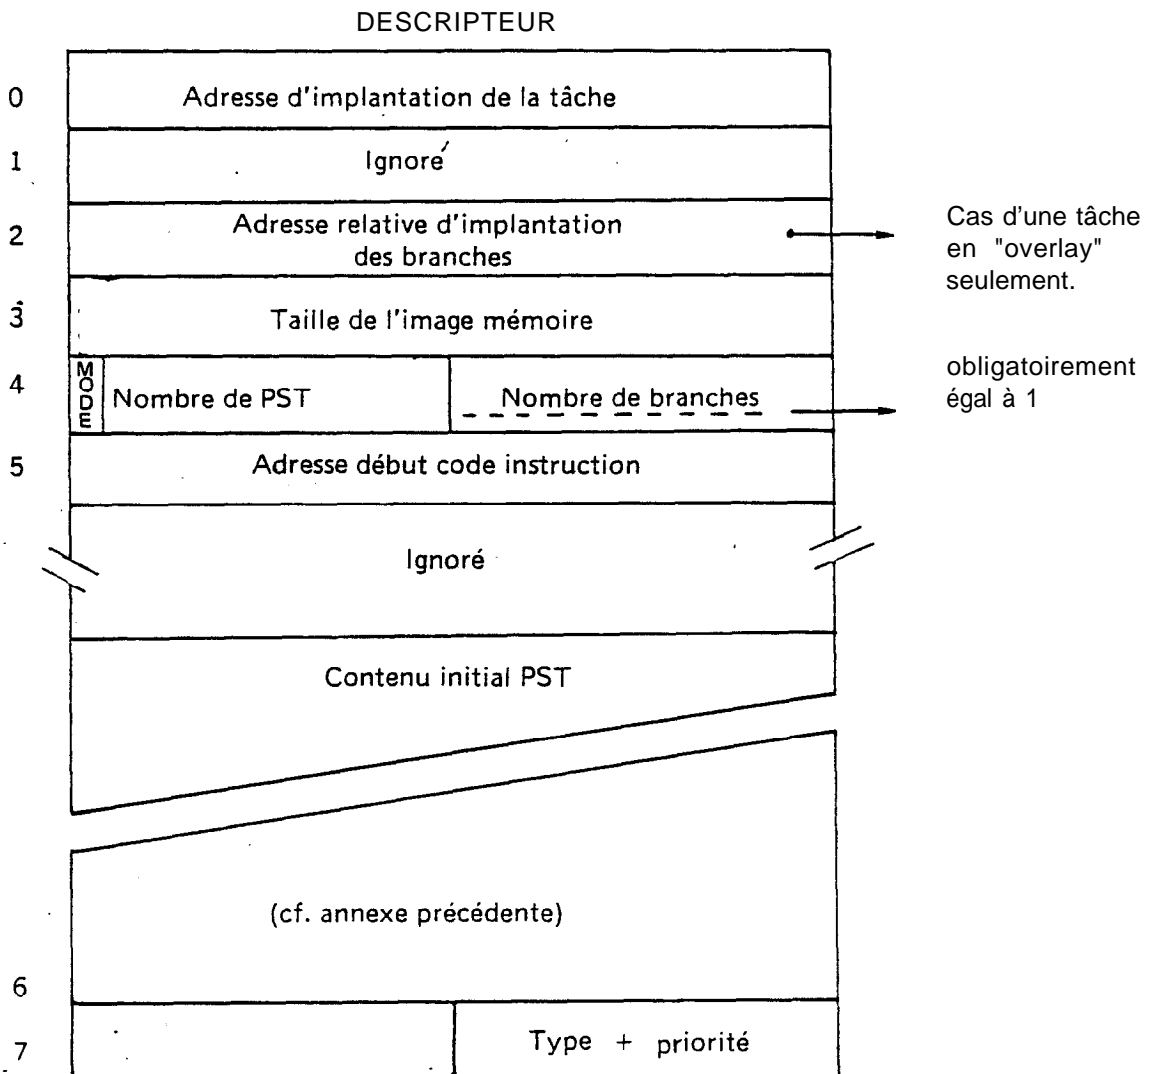 DESCRIPTEUR
0
Adresse d'implantation de la tâche
1
Ignoré
2
Adresse relative d'implantation
des branches
Cas d'une tâche
en "overlay"
seulement.
3
Taille de l'image mémoire
4
MODE
Nombre de PST
Nombre de branches
obligatoirement
égal à 1
5
Adresse début code instruction
Ignoré
Contenu initial PST
(cf. annexe précédente)
6
7
Type + priorité